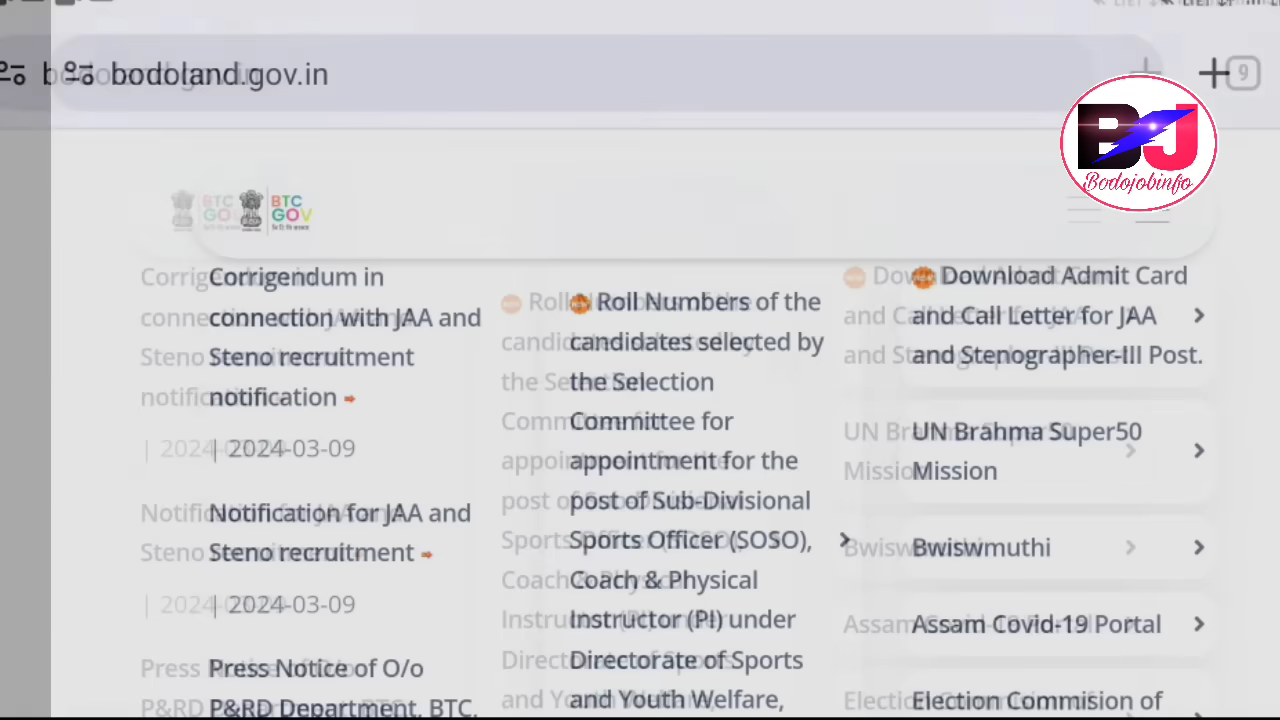 bodoland.gov.in
9
BJ
Bodojobinfo
BTC
GOV
Corrigendum in
connection with JAA and
Steno recruitment
notification
| 2024-03-09
Notification for JAA and
Steno recruitment
| 2024-03-09
Press Notice of O/o
P&RD Department, BTC,
Roll Numbers of the
candidates selected by
the Selection
Committee for
appointment for the
post of Sub-Divisional
Sports Officer (SOSO),
Coach & Physical
Instructor (PI) under
Directorate of Sports
and Youth Welfare,
Download Admit Card
and Call Letter for JAA
and Stenographer-III Post.
UN Brahma Super50
Mission
Bwiswmuthi
Assam Covid-19 Portal
Election Commision of